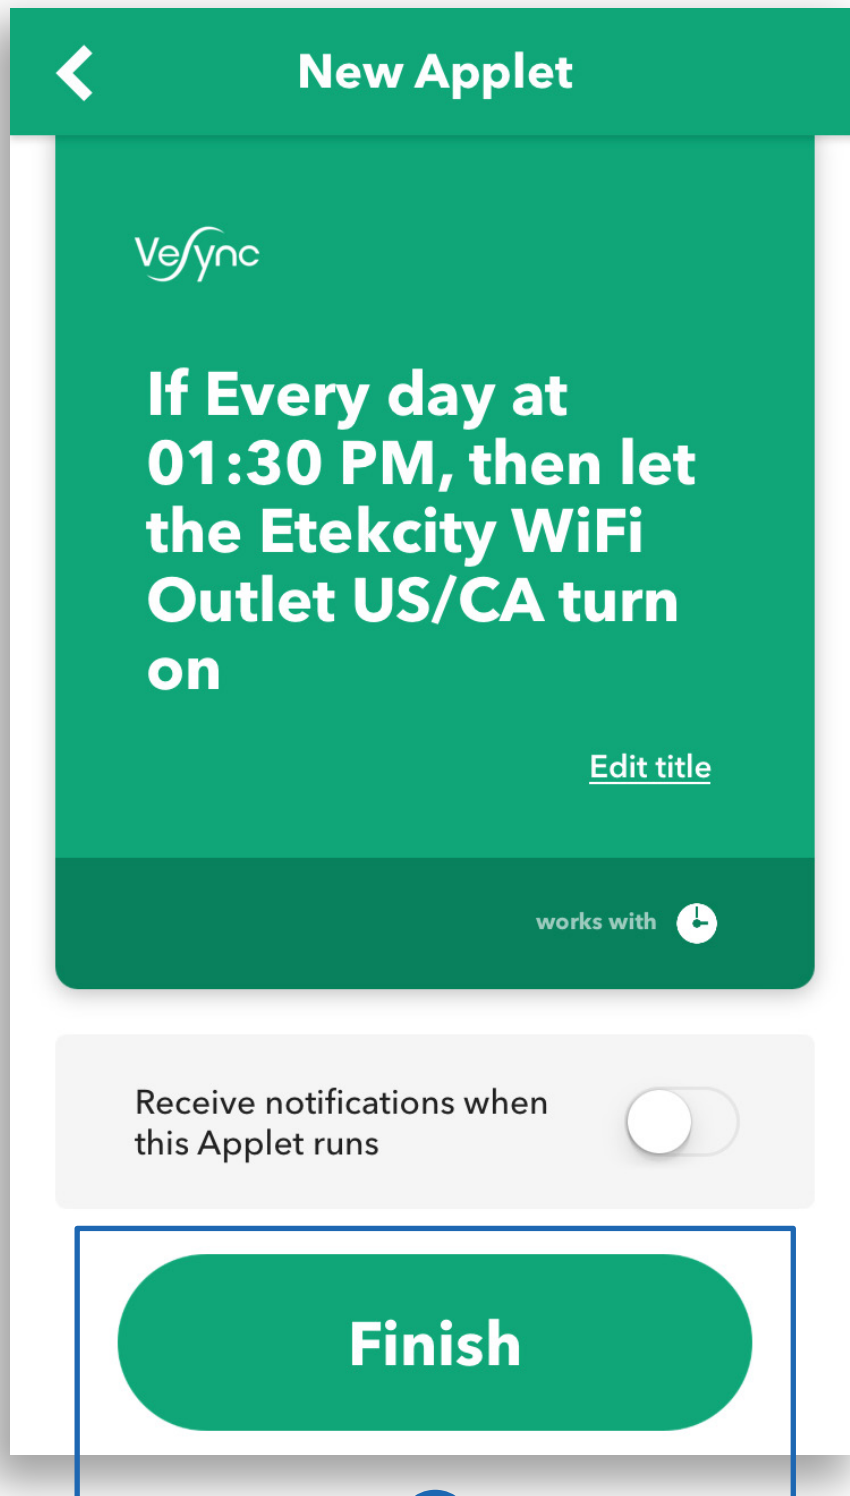 New Applet
VeSync
If Every day at
01:30 PM, then let
the Etekcity WiFi
Outlet US/CA turn
on
Edit title
works with
Receive notifications when
this Applet runs
Finish